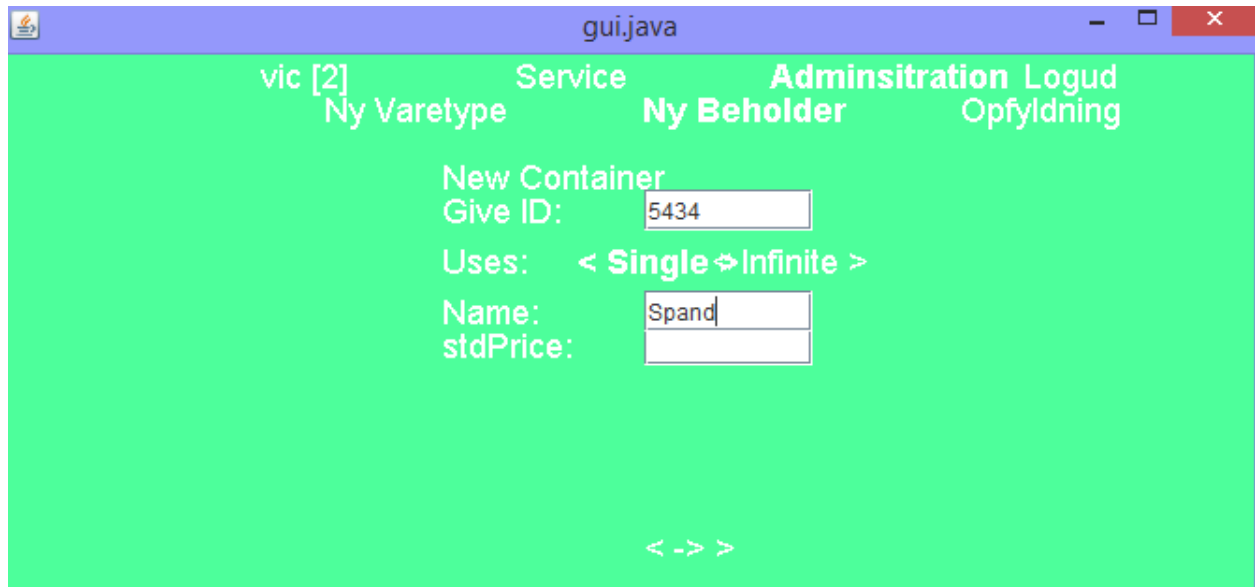 gui.java
vic [2] Service Adminsitration Logud
Ny Varetype Ny Beholder Opfyldning
New Container
Give ID: 5434
Uses: < Single <> Infinite >
Name: Spand
stdPrice:
< -> >